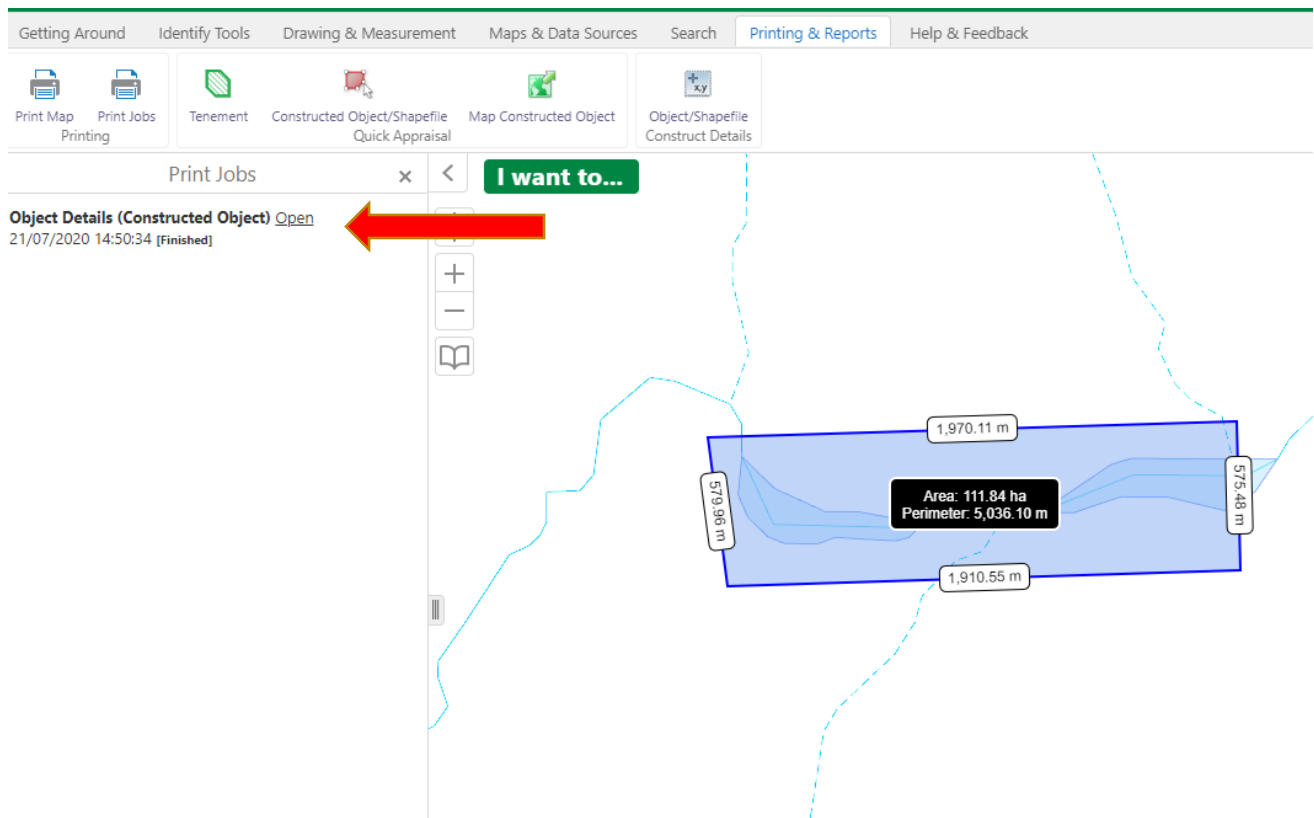 Getting Around Identify Tools Drawing & Measurement Maps & Data Sources Search Printing & Reports Help & Feedback
Print Map Print Jobs Tenement Constructed Object/Shapefile Map Constructed Object Object/Shapefile
Printing Quick Appraisal Construct Details
x,y
Print Jobs
I want to...
Object Details (Constructed Object) Open
21/07/2020 14:50:34 [Finished]
1,970.11 m
579.96 m
Area: 111.84 ha
Perimeter: 5,036.10 m
575.48 m
1,910.55 m